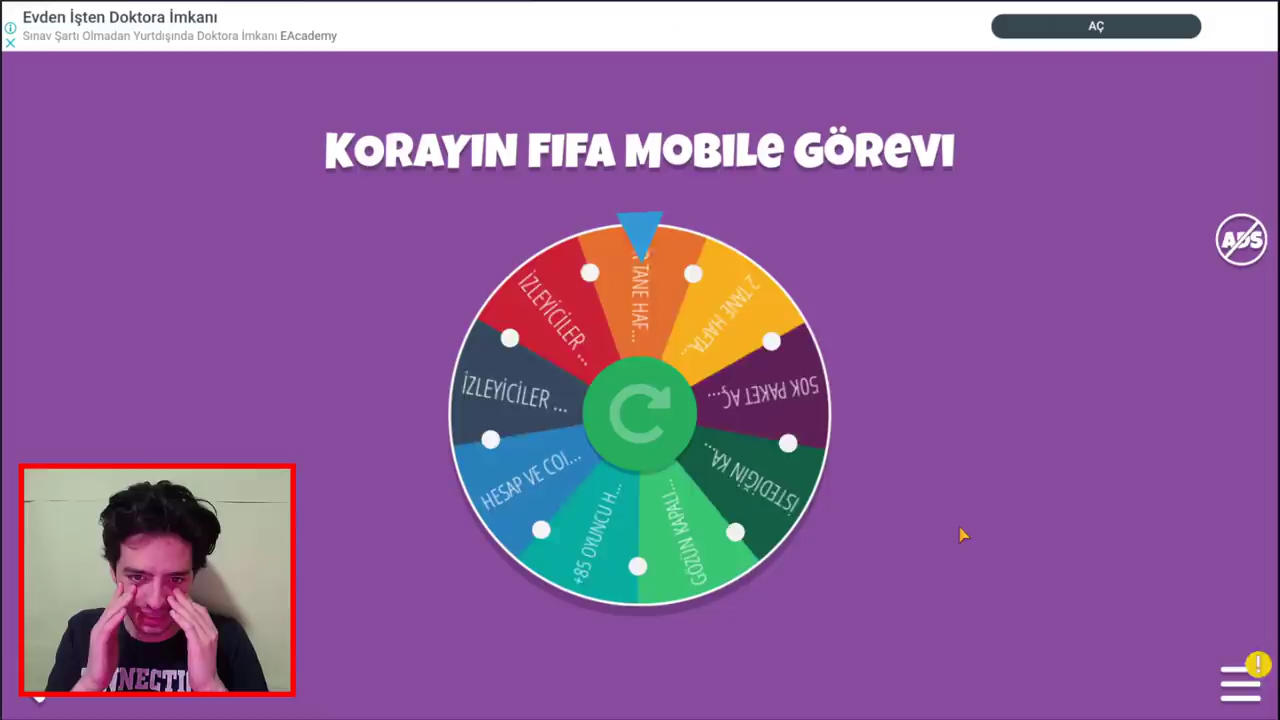 Evden İşten Doktora İmkanı
Sınav Şartı Olmadan Yurtdışında Doktora İmkanı EAcademy
AÇ
KORAYIN FIFA MOBILE GÖREVI
ADS
TANE HAF...
2 TANE HAFTA...
50K PAKET AÇ...
İSTEDİĞİN KA...
GÖZÜN KAPALI...
+85 OYUNCU H...
HESAP VE COI...
İZLEYİCİLER ...
İZLEYİCİLER ...
!